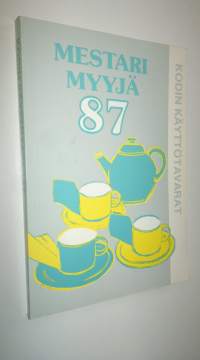 MESTARI
MYYJÄ
87
KODIN KÄYTTÖTAVARAT